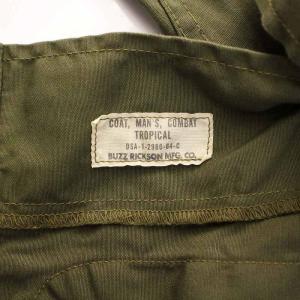 COAT, MAN'S, COMBAT
TROPICAL
DSA-1-2980-64-C
BUZZ RICKSON MFG. CO.